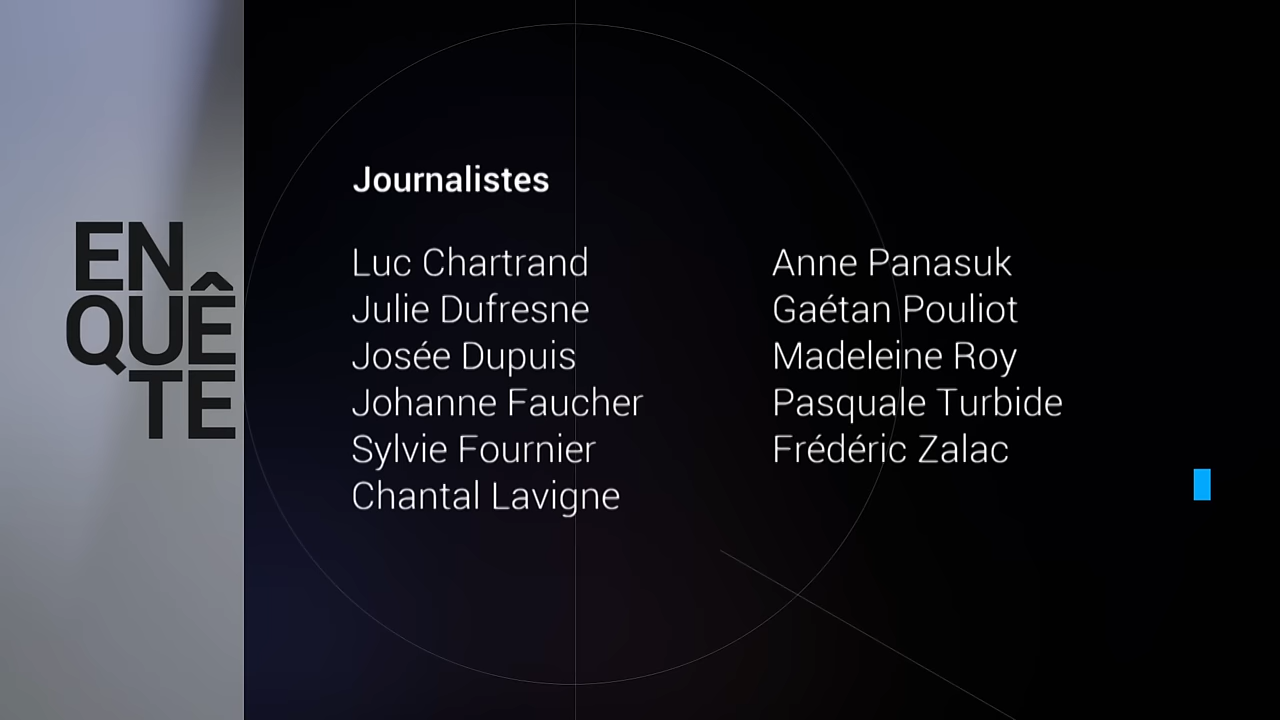 EN
QUÊ
TE
Journalistes
Luc Chartrand
Julie Dufresne
Josée Dupuis
Johanne Faucher
Sylvie Fournier
Chantal Lavigne
Anne Panasuk
Gaétan Pouliot
Madeleine Roy
Pasquale Turbide
Frédéric Zalac